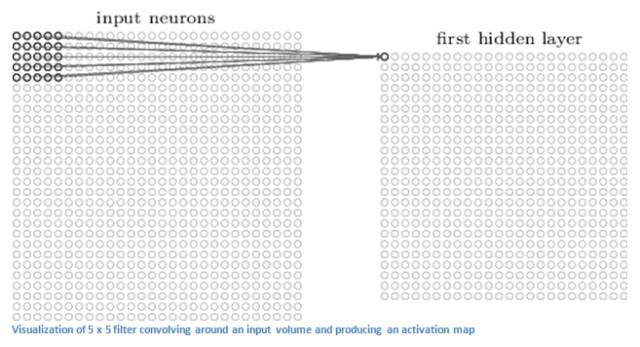 input neurons
first hidden layer
Visualization of 5 x 5 filter convolving around an input volume and producing an activation map